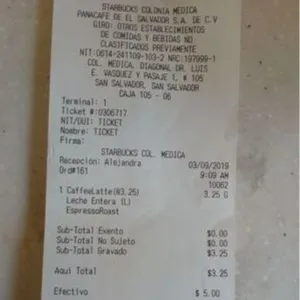 STARBUCKS COLONIA MEDICA
PANACAFE DE EL SALVADOR S.A. DE C.V
GIRO: OTROS ESTABLECIMIENTOS
DE COMIDAS Y BEBIDAS NO
CLASIFICADOS PREVIAMENTE
NIT:0614-241109-103-2 NRC:197999-1
COL. MEDICA, DIAGONAL DR. LUIS
E. VASQUEZ Y PASAJE 1, # 105
SAN SALVADOR, SAN SALVADOR
CAJA 105 - 06
Terminal: 1
Ticket #:0306717
NIT/DUI: TICKET
Nombre: TICKET
Firma:
STARBUCKS COL. MEDICA
Recepción: Alejandra 03/09/2019
Ord#161 9:09 AM
10062
1 CaffeeLatte(@3.25) 3.25 G
Leche Entera (L)
EspressoRoast
Sub-Total Exento $0.00
Sub-Total No Sujeto $0.00
Sub-Total Gravado $3.25
Aqui Total $3.25
Efectivo $ 5.00